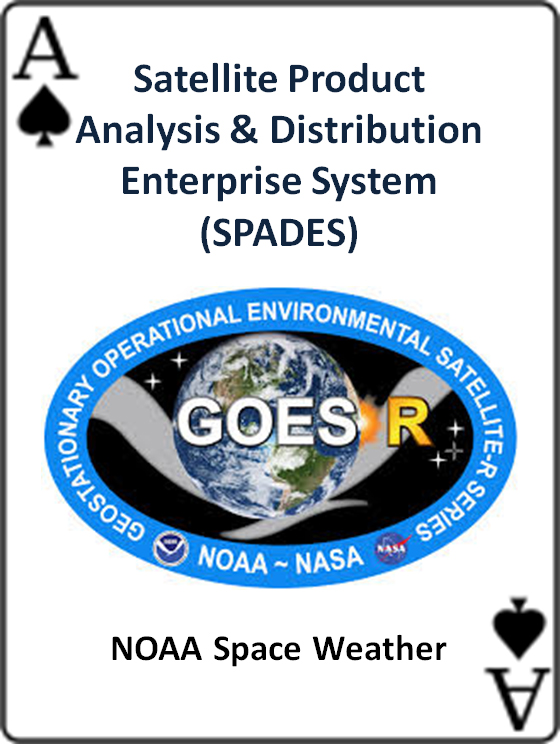 A
Satellite Product
Analysis & Distribution
Enterprise System
(SPADES)
GEOSTATIONARY OPERATIONAL ENVIRONMENTAL SATELLITE-R SERIES
GOES R
NOAA ~ NASA
NASA
NOAA Space Weather
A